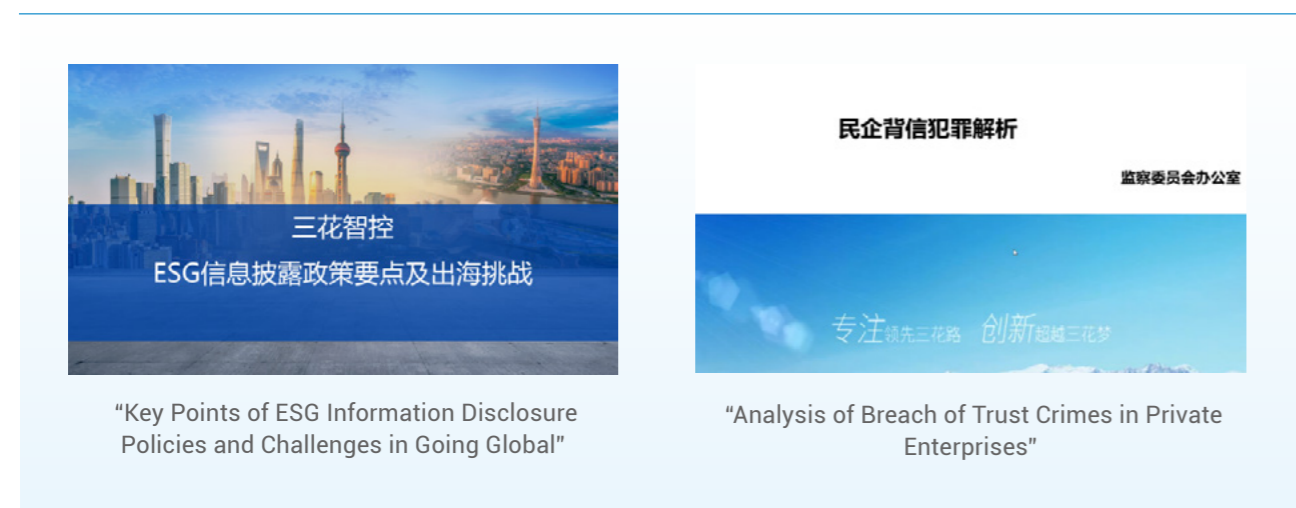 三花智控
ESG信息披露政策要点及出海挑战
“Key Points of ESG Information Disclosure
Policies and Challenges in Going Global”
民企背信犯罪解析
监察委员会办公室
专注领先三花路 创新超越三花梦
“Analysis of Breach of Trust Crimes in Private
Enterprises”